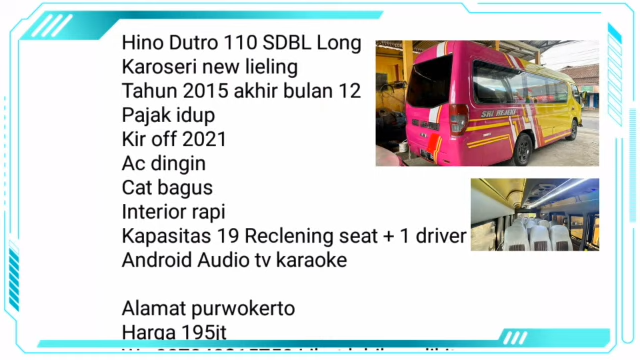 Hino Dutro 110 SDBL Long
Karoseri new lieling
Tahun 2015 akhir bulan 12
Pajak idup
Kir off 2021
Ac dingin
Cat bagus
Interior rapi
Kapasitas 19 Reclening seat + 1 driver
Android Audio tv karaoke
Alamat purwokerto
Harga 195jt
SRI REJEKI